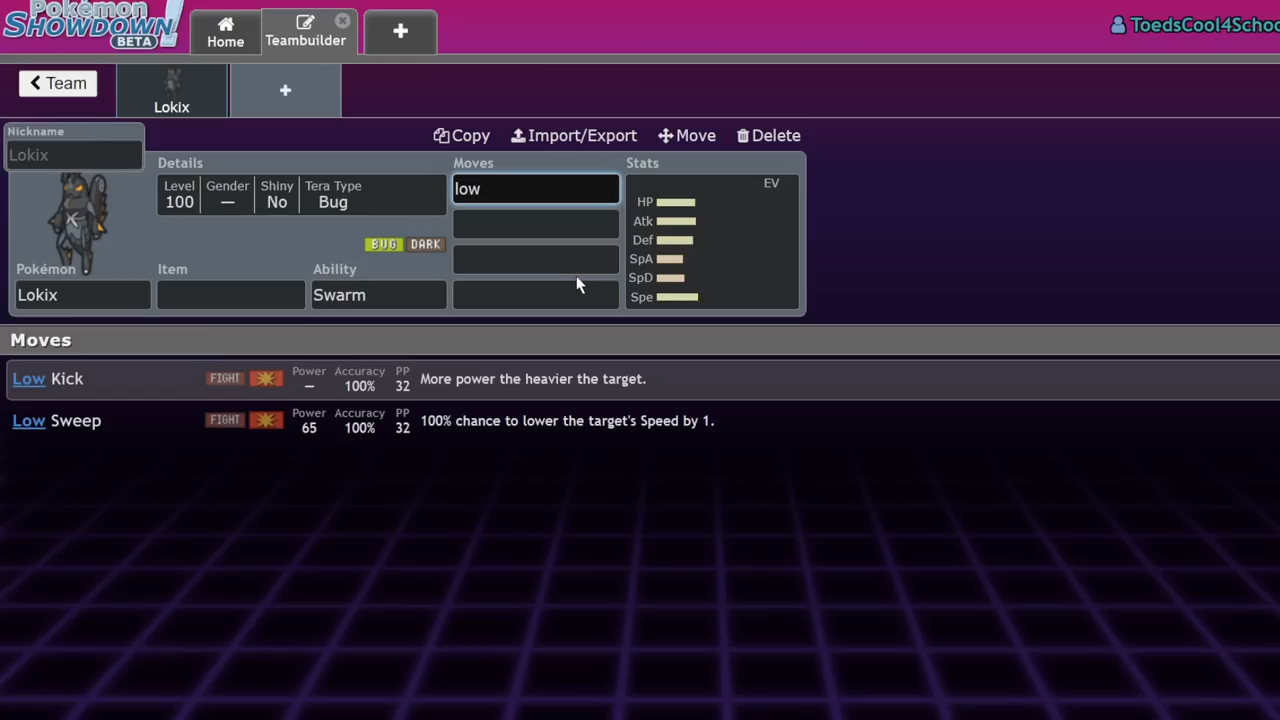 Pokémon
SHOWDOWN!
BETA
Home
Teambuilder
+
ToedsCool4Schoo
Team
Lokix
+
Nickname
Lokix
Copy
Import/Export
Move
Delete
Details
Level
100
Gender
—
Shiny
No
Tera Type
Bug
BUG DARK
Pokémon
Lokix
Item
Ability
Swarm
Moves
low
Stats
EV
HP
Atk
Def
SpA
SpD
Spe
Moves
Low Kick FIGHT Power — Accuracy 100% PP 32 More power the heavier the target.
Low Sweep FIGHT Power 65 Accuracy 100% PP 32 100% chance to lower the target's Speed by 1.